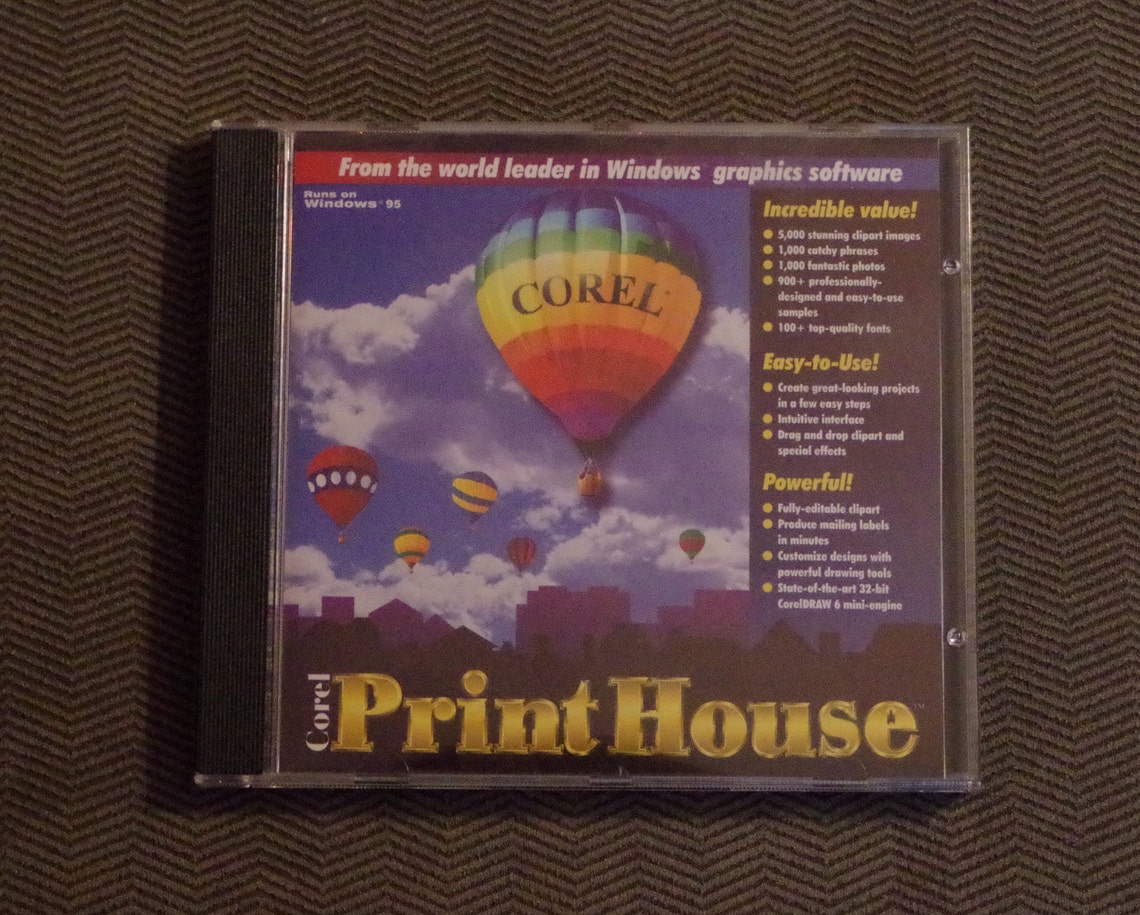 From the world leader in Windows graphics software
Runs on
Windows® 95
COREL
Incredible value!
5,000 stunning clipart images
1,000 catchy phrases
1,000 fantastic photos
900+ professionally-
designed and easy-to-use
samples
100+ top-quality fonts
Easy-to-Use!
Create great-looking projects
in a few easy steps
Intuitive interface
Drag and drop clipart and
special effects
Powerful!
Fully-editable clipart
Produce mailing labels
in minutes
Customize designs with
powerful drawing tools
State-of-the-art 32-bit
CorelDRAW 6 mini-engine
Corel
Print House™